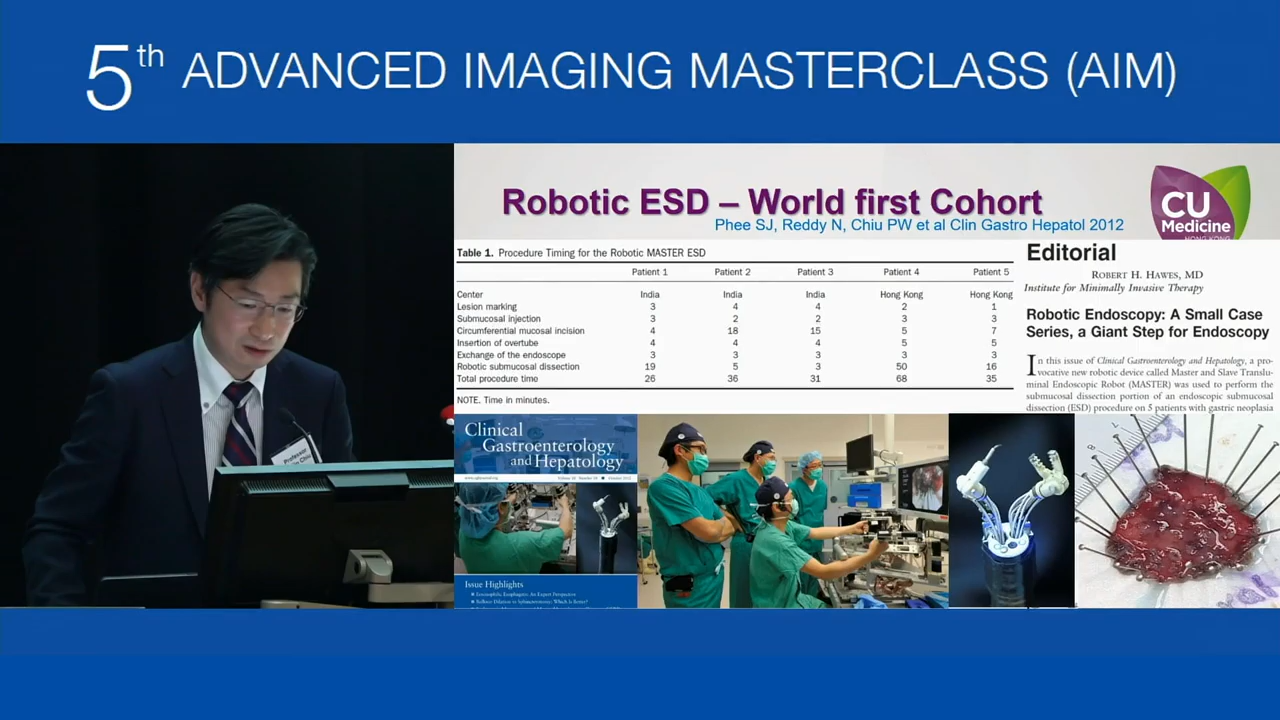 5th ADVANCED IMAGING MASTERCLASS (AIM)
Robotic ESD – World first Cohort
Phee SJ, Reddy N, Chiu PW et al Clin Gastro Hepatol 2012
CU
Medicine
HONG KONG
Table 1. Procedure Timing for the Robotic MASTER ESD
Patient 1 Patient 2 Patient 3 Patient 4 Patient 5
Center India India India Hong Kong Hong Kong
Lesion marking 3 4 4 2 1
Submucosal injection 3 2 2 3 3
Circumferential mucosal incision 4 18 15 5 7
Insertion of overtube 4 4 4 5 5
Exchange of the endoscope 3 3 3 3 3
Robotic submucosal dissection 19 5 3 50 16
Total procedure time 26 36 31 68 35
NOTE. Time in minutes.
Editorial
ROBERT H. HAWES, MD
Institute for Minimally Invasive Therapy
Robotic Endoscopy: A Small Case
Series, a Giant Step for Endoscopy
In this issue of Clinical Gastroenterology and Hepatology, a pro-
vocative new robotic device called Master and Slave Translu-
minal Endoscopic Robot (MASTER) was used to perform the
submucosal dissection portion of an endoscopic submucosal
dissection (ESD) procedure on 5 patients with gastric neoplasia
Clinical
Gastroenterology
and Hepatology
Issue Highlights
Professor
Chiu